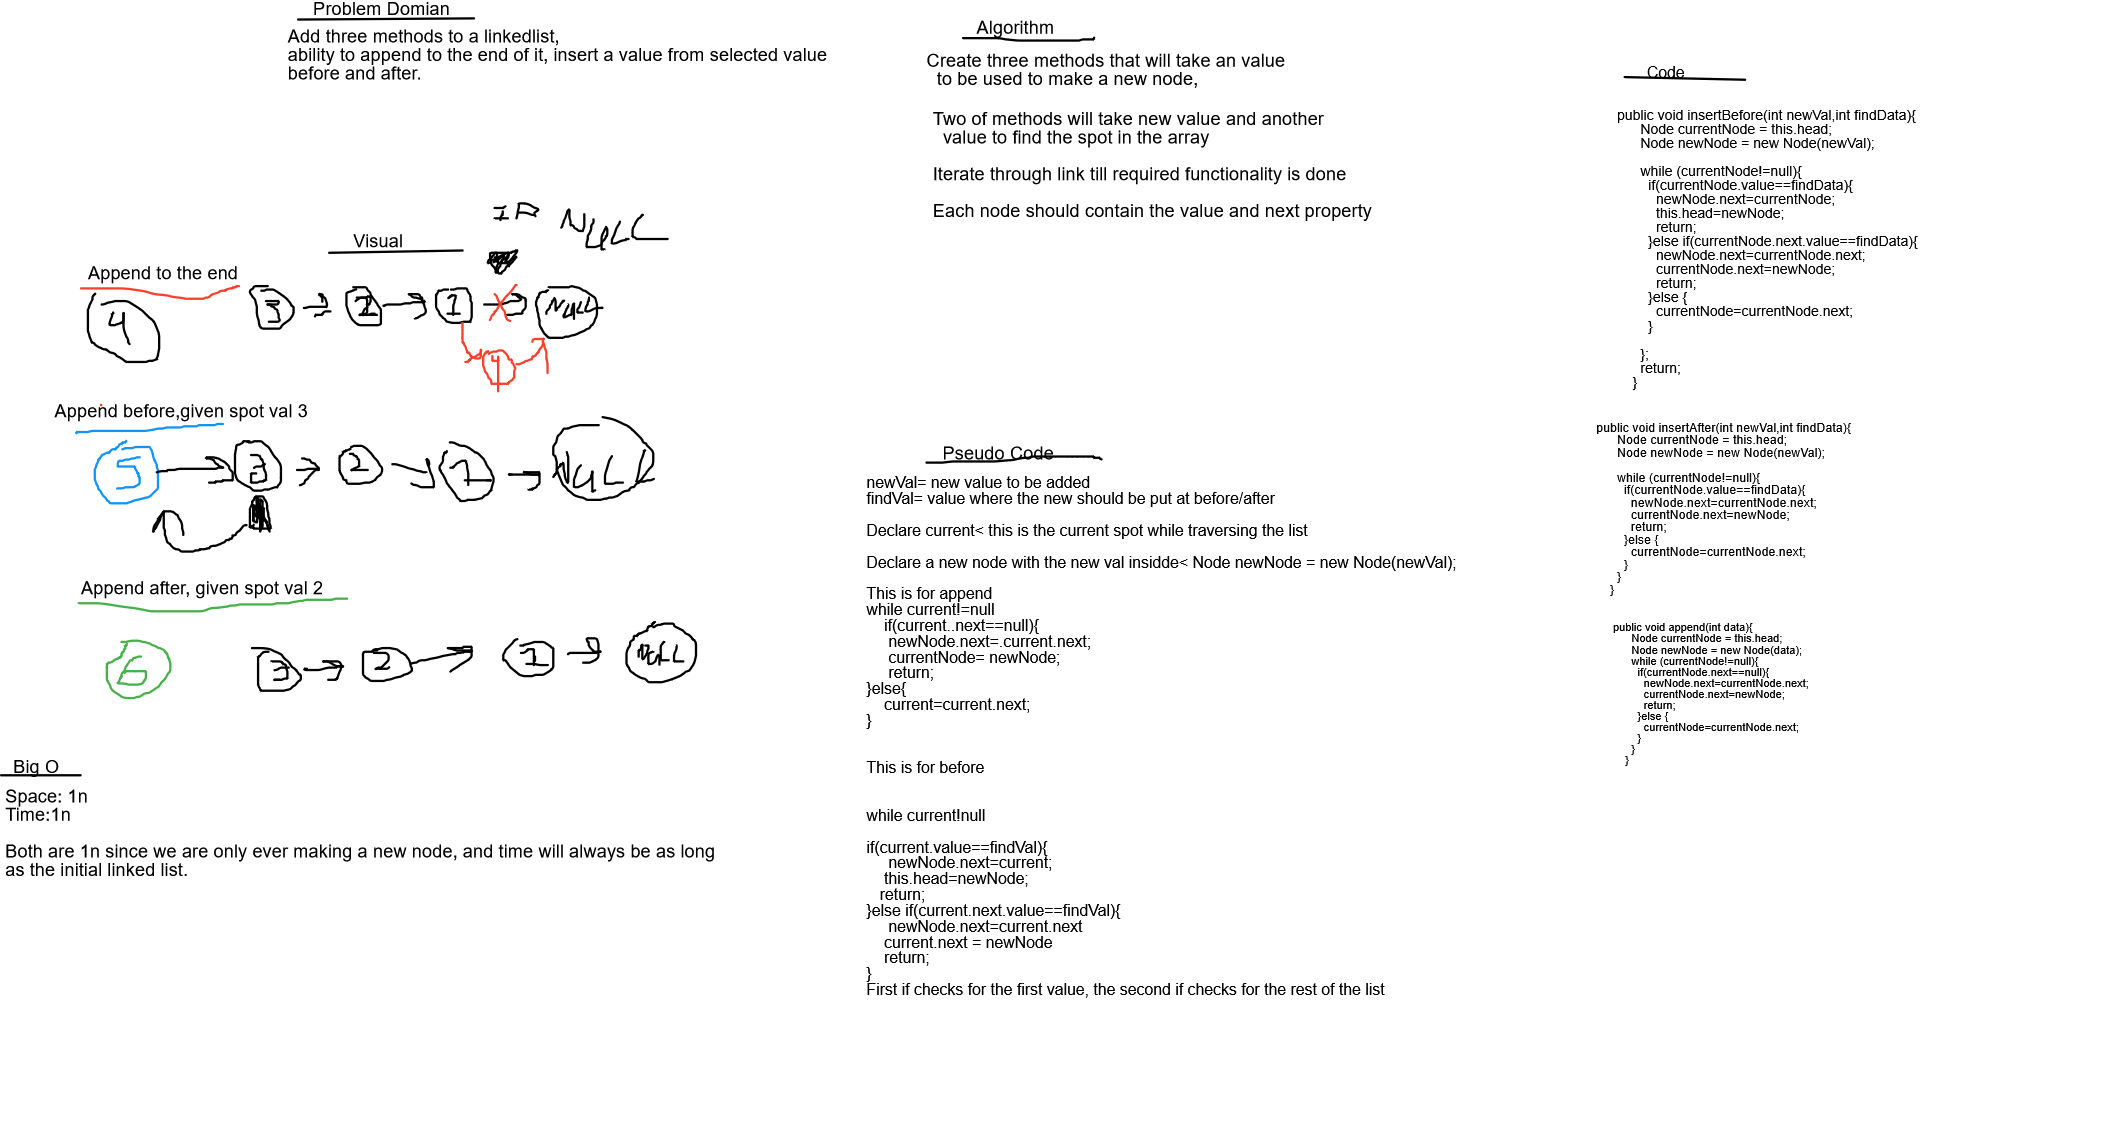 Problem Domian
Add three methods to a linkedlist,
ability to append to the end of it, insert a value from selected value
before and after.
Visual
IF NULL
Append to the end
4
3 2 1 NULL
4
Append before,given spot val 3
5 3 2 1 NULL
Append after, given spot val 2
6 3 2 1 NULL
Big O
Space: 1n
Time:1n
Both are 1n since we are only ever making a new node, and time will always be as long
as the initial linked list.
Algorithm
Create three methods that will take an value
to be used to make a new node,
Two of methods will take new value and another
value to find the spot in the array
Iterate through link till required functionality is done
Each node should contain the value and next property
Pseudo Code
newVal= new value to be added
findVal= value where the new should be put at before/after
Declare current< this is the current spot while traversing the list
Declare a new node with the new val insidde< Node newNode = new Node(newVal);
This is for append
while current!=null
if(current..next==null){
newNode.next=.current.next;
currentNode= newNode;
return;
}else{
current=current.next;
}
This is for before
while current!null
if(current.value==findVal){
newNode.next=current;
this.head=newNode;
return;
}else if(current.next.value==findVal){
newNode.next=current.next
current.next = newNode
return;
}
First if checks for the first value, the second if checks for the rest of the list
Code
public void insertBefore(int newVal,int findData){
Node currentNode = this.head;
Node newNode = new Node(newVal);
while (currentNode!=null){
if(currentNode.value==findData){
newNode.next=currentNode;
this.head=newNode;
return;
}else if(currentNode.next.value==findData){
newNode.next=currentNode.next;
currentNode.next=newNode;
return;
}else {
currentNode=currentNode.next;
}
};
return;
}
public void insertAfter(int newVal,int findData){
Node currentNode = this.head;
Node newNode = new Node(newVal);
while (currentNode!=null){
if(currentNode.value==findData){
newNode.next=currentNode.next;
currentNode.next=newNode;
return;
}else {
currentNode=currentNode.next;
}
}
}
public void append(int data){
Node currentNode = this.head;
Node newNode = new Node(data);
while (currentNode!=null){
if(currentNode.next==null){
newNode.next=currentNode.next;
currentNode.next=newNode;
return;
}else {
currentNode=currentNode.next;
}
}
}